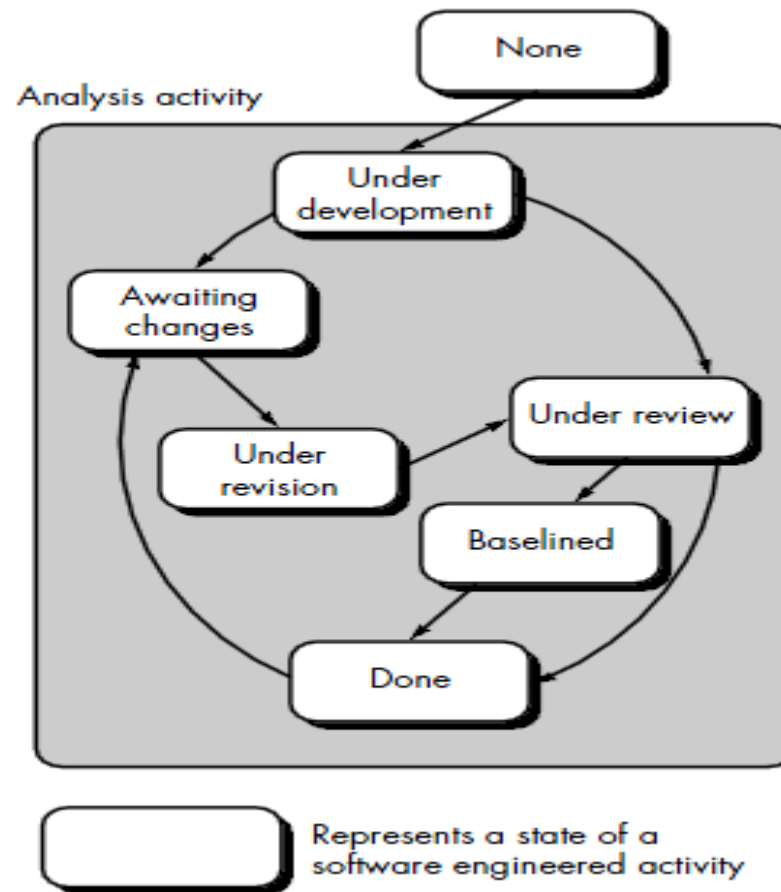 None
Analysis activity
Under
development
Awaiting
changes
Under review
Under
revision
Baselined
Done
Represents a state of a
software engineered activity